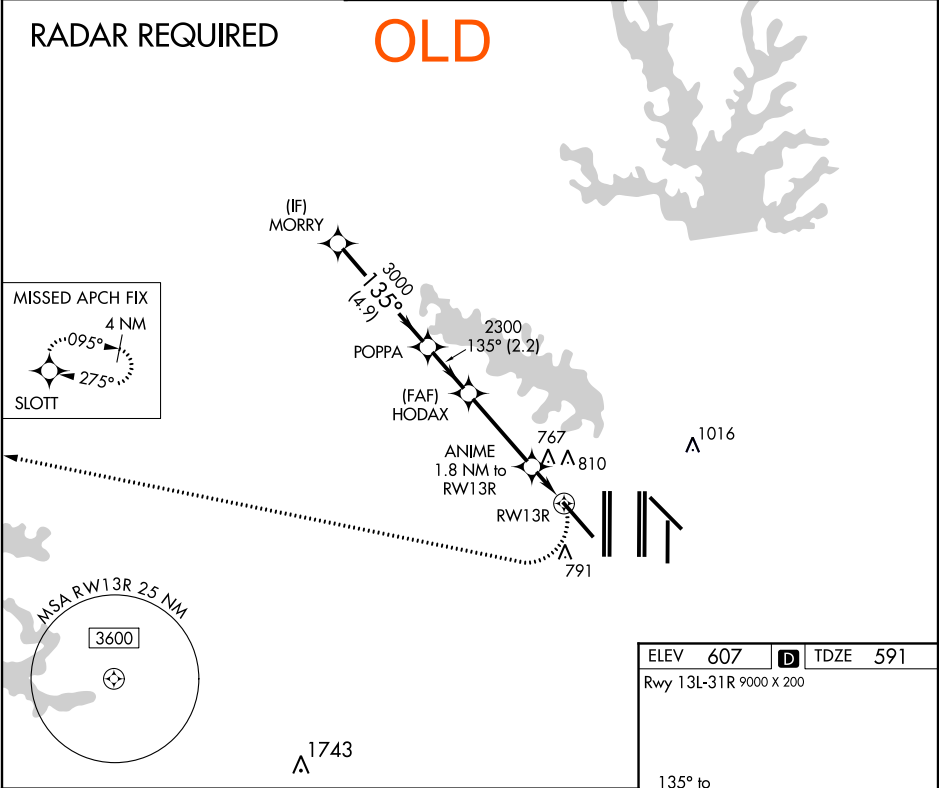 RADAR REQUIRED
OLD
(IF)
MORRY
3000
135°
(4.9)
MISSED APCH FIX
4 NM
095°
275°
SLOTT
POPPA
2300
135° (2.2)
(FAF)
HODAX
ANIME
1.8 NM to
RW13R
767
810
1016
RW13R
791
MSA RW13R 25 NM
3600
1743
ELEV 607 D TDZE 591
Rwy 13L-31R 9000 X 200
135° to